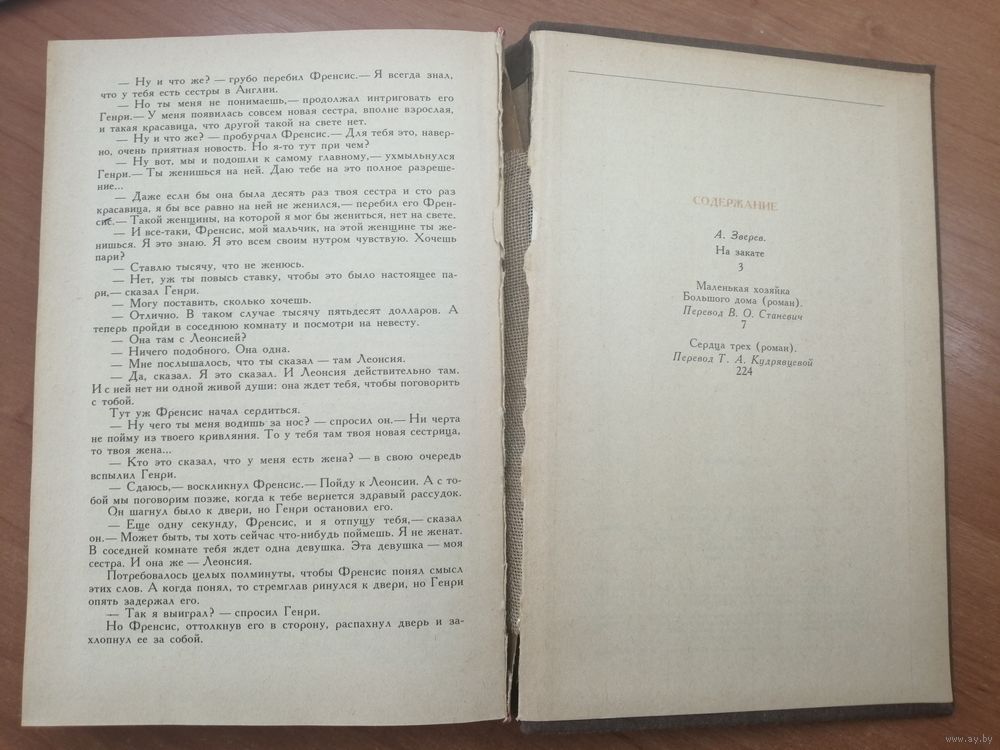 — Ну и что же? — грубо перебил Френсис.— Я всегда знал,
что у тебя есть сестры в Англии.
— Но ты меня не понимаешь,— продолжал интриговать его
Генри.— У меня появилась совсем новая сестра, вполне взрослая,
и такая красавица, что другой такой на свете нет.
— Ну и что же? — пробурчал Френсис.— Для тебя это, навер-
но, очень приятная новость. Но я-то тут при чем?
— Ну вот, мы и подошли к самому главному,— ухмыльнулся
Генри.— Ты женишься на ней. Даю тебе на это полное разреше-
ние...
— Даже если бы она была десять раз твоя сестра и сто раз
красавица, я бы все равно на ней не женился,— перебил его Френ-
сис.— Такой женщины, на которой я мог бы жениться, нет на свете.
— И все-таки, Френсис, мой мальчик, на этой женщине ты же-
нишься. Я это знаю. Я это всем своим нутром чувствую. Хочешь
пари?
— Ставлю тысячу, что не женюсь.
— Нет, уж ты повысь ставку, чтобы это было настоящее па-
ри,— сказал Генри.
— Могу поставить, сколько хочешь.
— Отлично. В таком случае тысячу пятьдесят долларов. А
теперь пройди в соседнюю комнату и посмотри на невесту.
— Она там с Леонсией?
— Ничего подобного. Она одна.
— Мне послышалось, что ты сказал — там Леонсия.
— Да, сказал. Я это сказал. И Леонсия действительно там.
И с ней нет ни одной живой души: она ждет тебя, чтобы поговорить
с тобой.
Тут уж Френсис начал сердиться.
— Ну чего ты меня водишь за нос? — спросил он.— Ни черта
не пойму из твоего кривляния. То у тебя там твоя новая сестрица,
то твоя жена...
— Кто это сказал, что у меня есть жена? — в свою очередь
вспылил Генри.
— Сдаюсь,— воскликнул Френсис.— Пойду к Леонсии. А с то-
бой мы поговорим позже, когда к тебе вернется здравый рассудок.
Он шагнул было к двери, но Генри остановил его.
— Еще одну секунду, Френсис, и я отпущу тебя,— сказал
он.— Может быть, ты хоть сейчас что-нибудь поймешь. Я не женат.
В соседней комнате тебя ждет одна девушка. Эта девушка — моя
сестра. И она же — Леонсия.
Потребовалось целых полминуты, чтобы Френсис понял смысл
этих слов. А когда понял, то стремглав ринулся к двери, но Генри
опять задержал его.
— Так я выиграл? — спросил Генри.
Но Френсис, оттолкнув его в сторону, распахнул дверь и за-
хлопнул ее за собой.
СОДЕРЖАНИЕ
А. Зверев.
На закате
3
Маленькая хозяйка
Большого дома (роман).
Перевод В. О. Станевич
7
Сердца трех (роман).
Перевод Т. А. Кудрявцевой
224
www.ay.by